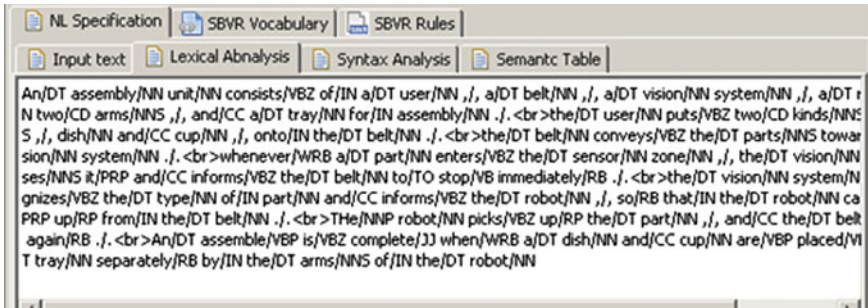 NL Specification SBVR Vocabulary SBVR Rules
Input text Lexical Abnalysis Syntax Analysis Semantc Table
An/DT assembly/NN unit/NN consists/VBZ of/IN a/DT user/NN ,/, a/DT belt/NN ,/, a/DT vision/NN system/NN ,/, a/DT
N two/CD arms/NNS ,/, and/CC a/DT tray/NN for/IN assembly/NN ./. <br>the/DT user/NN puts/VBZ two/CD kinds/NNS
S ,/, dish/NN and/CC cup/NN ,/, onto/IN the/DT belt/NN ./. <br>the/DT belt/NN conveys/VBZ the/DT parts/NNS towar
sion/NN system/NN ./. <br>whenever/WRB a/DT part/NN enters/VBZ the/DT sensor/NN zone/NN ,/, the/DT vision/NN
ses/NNS it/PRP and/CC informs/VBZ the/DT belt/NN to/TO stop/VB immediately/RB ./. <br>the/DT vision/NN system/N
gnizes/VBZ the/DT type/NN of/IN part/NN and/CC informs/VBZ the/DT robot/NN ,/, so/RB that/IN the/DT robot/NN ca
PRP up/RP from/IN the/DT belt/NN ./. <br>THe/NNP robot/NN picks/VBZ up/RP the/DT part/NN ,/, and/CC the/DT belt
again/RB ./. <br>An/DT assemble/VBP is/VBZ complete/JJ when/WRB a/DT dish/NN and/CC cup/NN are/VBP placed/
T tray/NN separately/RB by/IN the/DT arms/NNS of/IN the/DT robot/NN